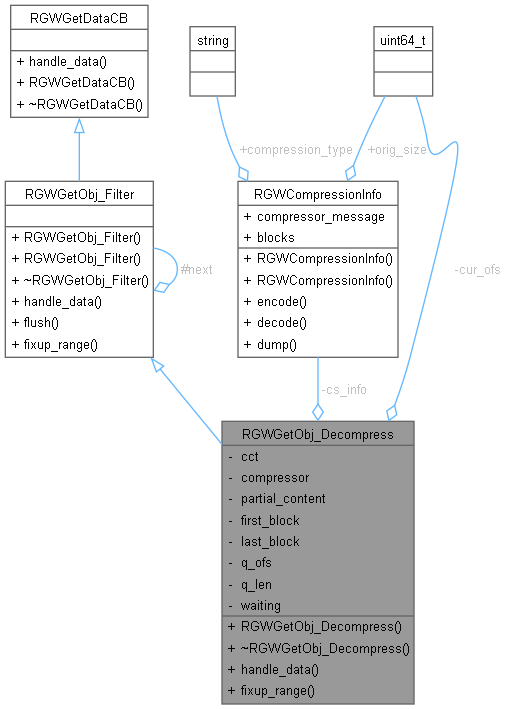 RGWGetDataCB
+ handle_data()
+ RGWGetDataCB()
+ ~RGWGetDataCB()
string
uint64_t
+compression_type
+orig_size
RGWGetObj_Filter
+ RGWGetObj_Filter()
+ RGWGetObj_Filter()
+ ~RGWGetObj_Filter()
+ handle_data()
+ flush()
+ fixup_range()
#next
RGWCompressionInfo
+ compressor_message
+ blocks
+ RGWCompressionInfo()
+ RGWCompressionInfo()
+ encode()
+ decode()
+ dump()
-cur_ofs
-cs_info
RGWGetObj_Decompress
- cct
- compressor
- partial_content
- first_block
- last_block
- q_ofs
- q_len
- waiting
+ RGWGetObj_Decompress()
+ ~RGWGetObj_Decompress()
+ handle_data()
+ fixup_range()